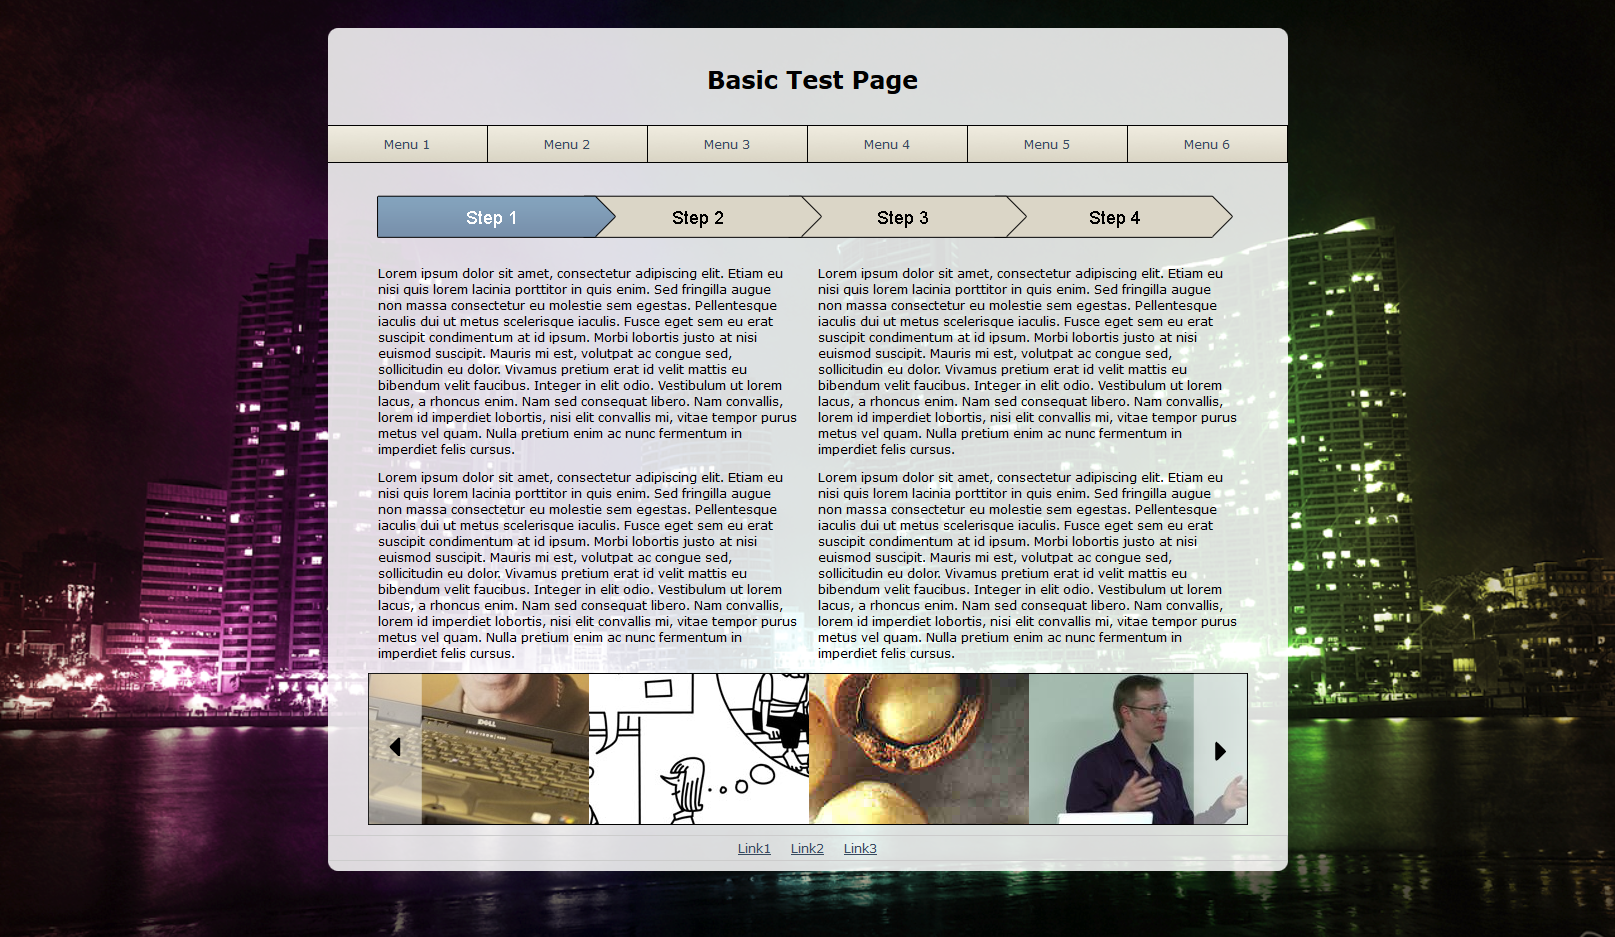 Basic Test Page
Menu 1 Menu 2 Menu 3 Menu 4 Menu 5 Menu 6
Step 1 Step 2 Step 3 Step 4
Lorem ipsum dolor sit amet, consectetur adipiscing elit. Etiam eu
nisi quis lorem lacinia porttitor in quis enim. Sed fringilla augue
non massa consectetur eu molestie sem egestas. Pellentesque
iaculis dui ut metus scelerisque iaculis. Fusce eget sem eu erat
suscipit condimentum at id ipsum. Morbi lobortis justo at nisi
euismod suscipit. Mauris mi est, volutpat ac congue sed,
sollicitudin eu dolor. Vivamus pretium erat id velit mattis eu
bibendum velit faucibus. Integer in elit odio. Vestibulum ut lorem
lacus, a rhoncus enim. Nam sed consequat libero. Nam convallis,
lorem id imperdiet lobortis, nisi elit convallis mi, vitae tempor purus
metus vel quam. Nulla pretium enim ac nunc fermentum in
imperdiet felis cursus.
Lorem ipsum dolor sit amet, consectetur adipiscing elit. Etiam eu
nisi quis lorem lacinia porttitor in quis enim. Sed fringilla augue
non massa consectetur eu molestie sem egestas. Pellentesque
iaculis dui ut metus scelerisque iaculis. Fusce eget sem eu erat
suscipit condimentum at id ipsum. Morbi lobortis justo at nisi
euismod suscipit. Mauris mi est, volutpat ac congue sed,
sollicitudin eu dolor. Vivamus pretium erat id velit mattis eu
bibendum velit faucibus. Integer in elit odio. Vestibulum ut lorem
lacus, a rhoncus enim. Nam sed consequat libero. Nam convallis,
lorem id imperdiet lobortis, nisi elit convallis mi, vitae tempor purus
metus vel quam. Nulla pretium enim ac nunc fermentum in
imperdiet felis cursus.
Lorem ipsum dolor sit amet, consectetur adipiscing elit. Etiam eu
nisi quis lorem lacinia porttitor in quis enim. Sed fringilla augue
non massa consectetur eu molestie sem egestas. Pellentesque
iaculis dui ut metus scelerisque iaculis. Fusce eget sem eu erat
suscipit condimentum at id ipsum. Morbi lobortis justo at nisi
euismod suscipit. Mauris mi est, volutpat ac congue sed,
sollicitudin eu dolor. Vivamus pretium erat id velit mattis eu
bibendum velit faucibus. Integer in elit odio. Vestibulum ut lorem
lacus, a rhoncus enim. Nam sed consequat libero. Nam convallis,
lorem id imperdiet lobortis, nisi elit convallis mi, vitae tempor purus
metus vel quam. Nulla pretium enim ac nunc fermentum in
imperdiet felis cursus.
Lorem ipsum dolor sit amet, consectetur adipiscing elit. Etiam eu
nisi quis lorem lacinia porttitor in quis enim. Sed fringilla augue
non massa consectetur eu molestie sem egestas. Pellentesque
iaculis dui ut metus scelerisque iaculis. Fusce eget sem eu erat
suscipit condimentum at id ipsum. Morbi lobortis justo at nisi
euismod suscipit. Mauris mi est, volutpat ac congue sed,
sollicitudin eu dolor. Vivamus pretium erat id velit mattis eu
bibendum velit faucibus. Integer in elit odio. Vestibulum ut lorem
lacus, a rhoncus enim. Nam sed consequat libero. Nam convallis,
lorem id imperdiet lobortis, nisi elit convallis mi, vitae tempor purus
metus vel quam. Nulla pretium enim ac nunc fermentum in
imperdiet felis cursus.
DELL
Link1 Link2 Link3